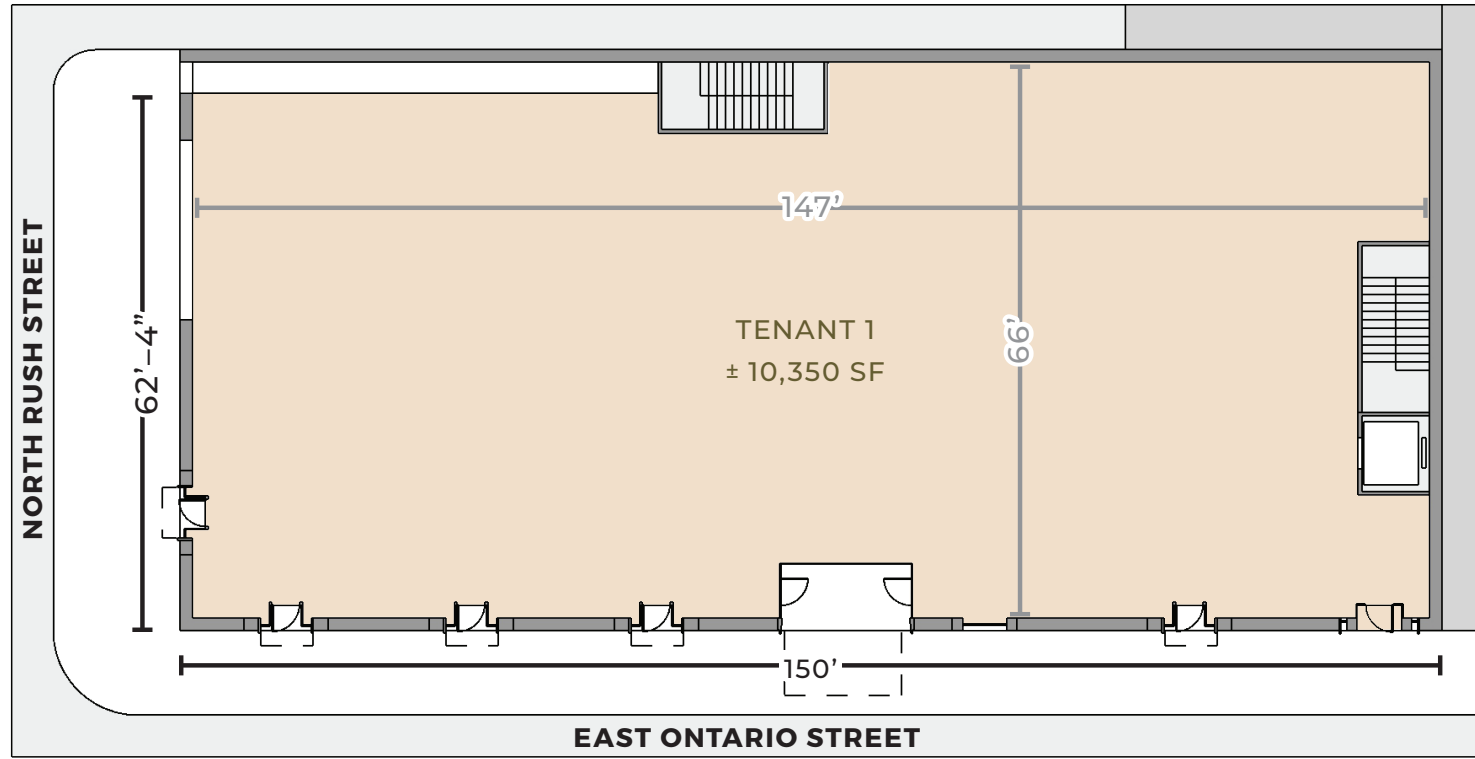 147’
NORTH RUSH STREET
62’–4”
TENANT 1
± 10,350 SF
66’
150’
EAST ONTARIO STREET